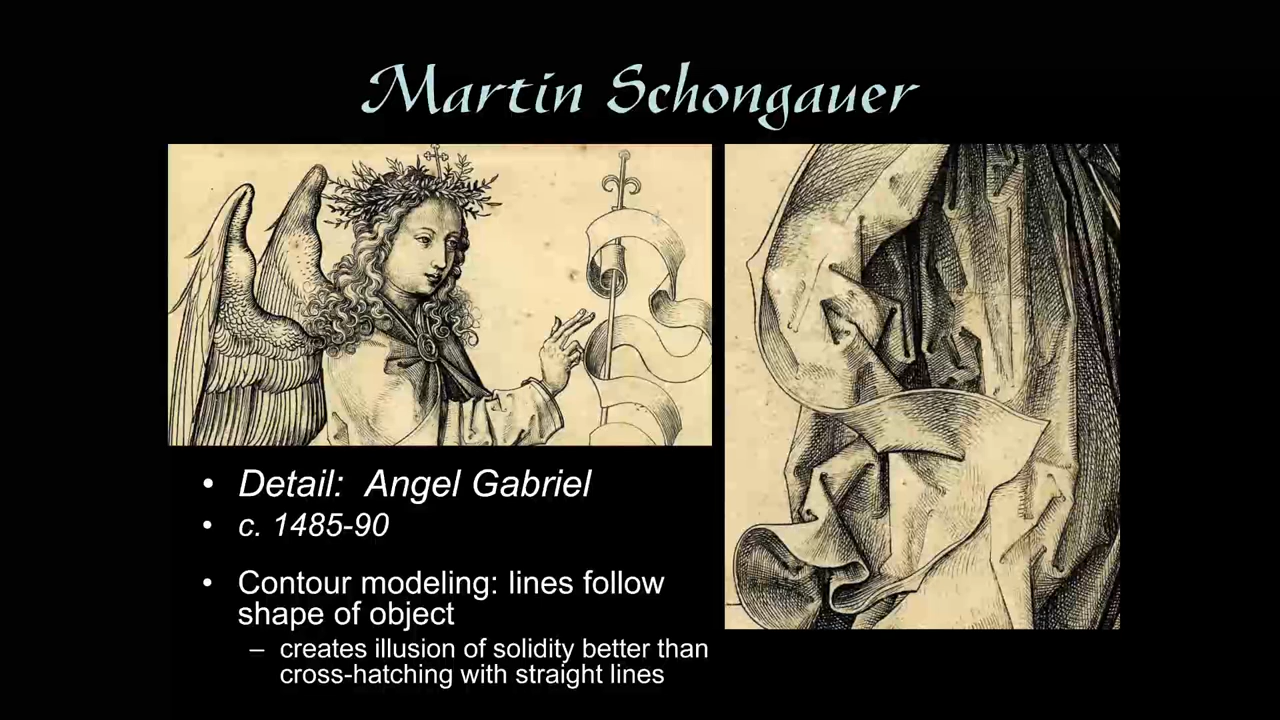 Martin Schongauer
• Detail: Angel Gabriel
• c. 1485-90
• Contour modeling: lines follow
shape of object
– creates illusion of solidity better than
cross-hatching with straight lines